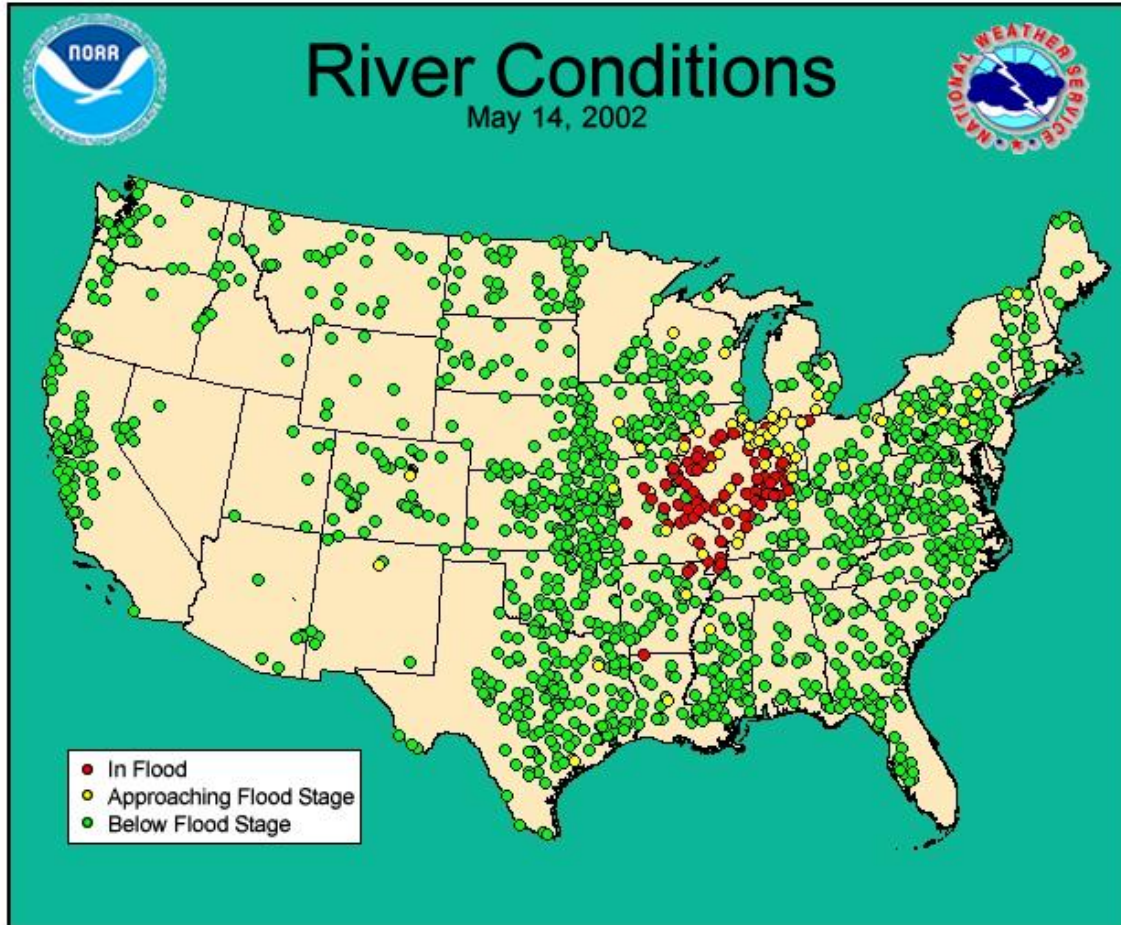 NOAA
River Conditions
May 14, 2002
NATIONAL WEATHER SERVICE
In Flood
Approaching Flood Stage
Below Flood Stage